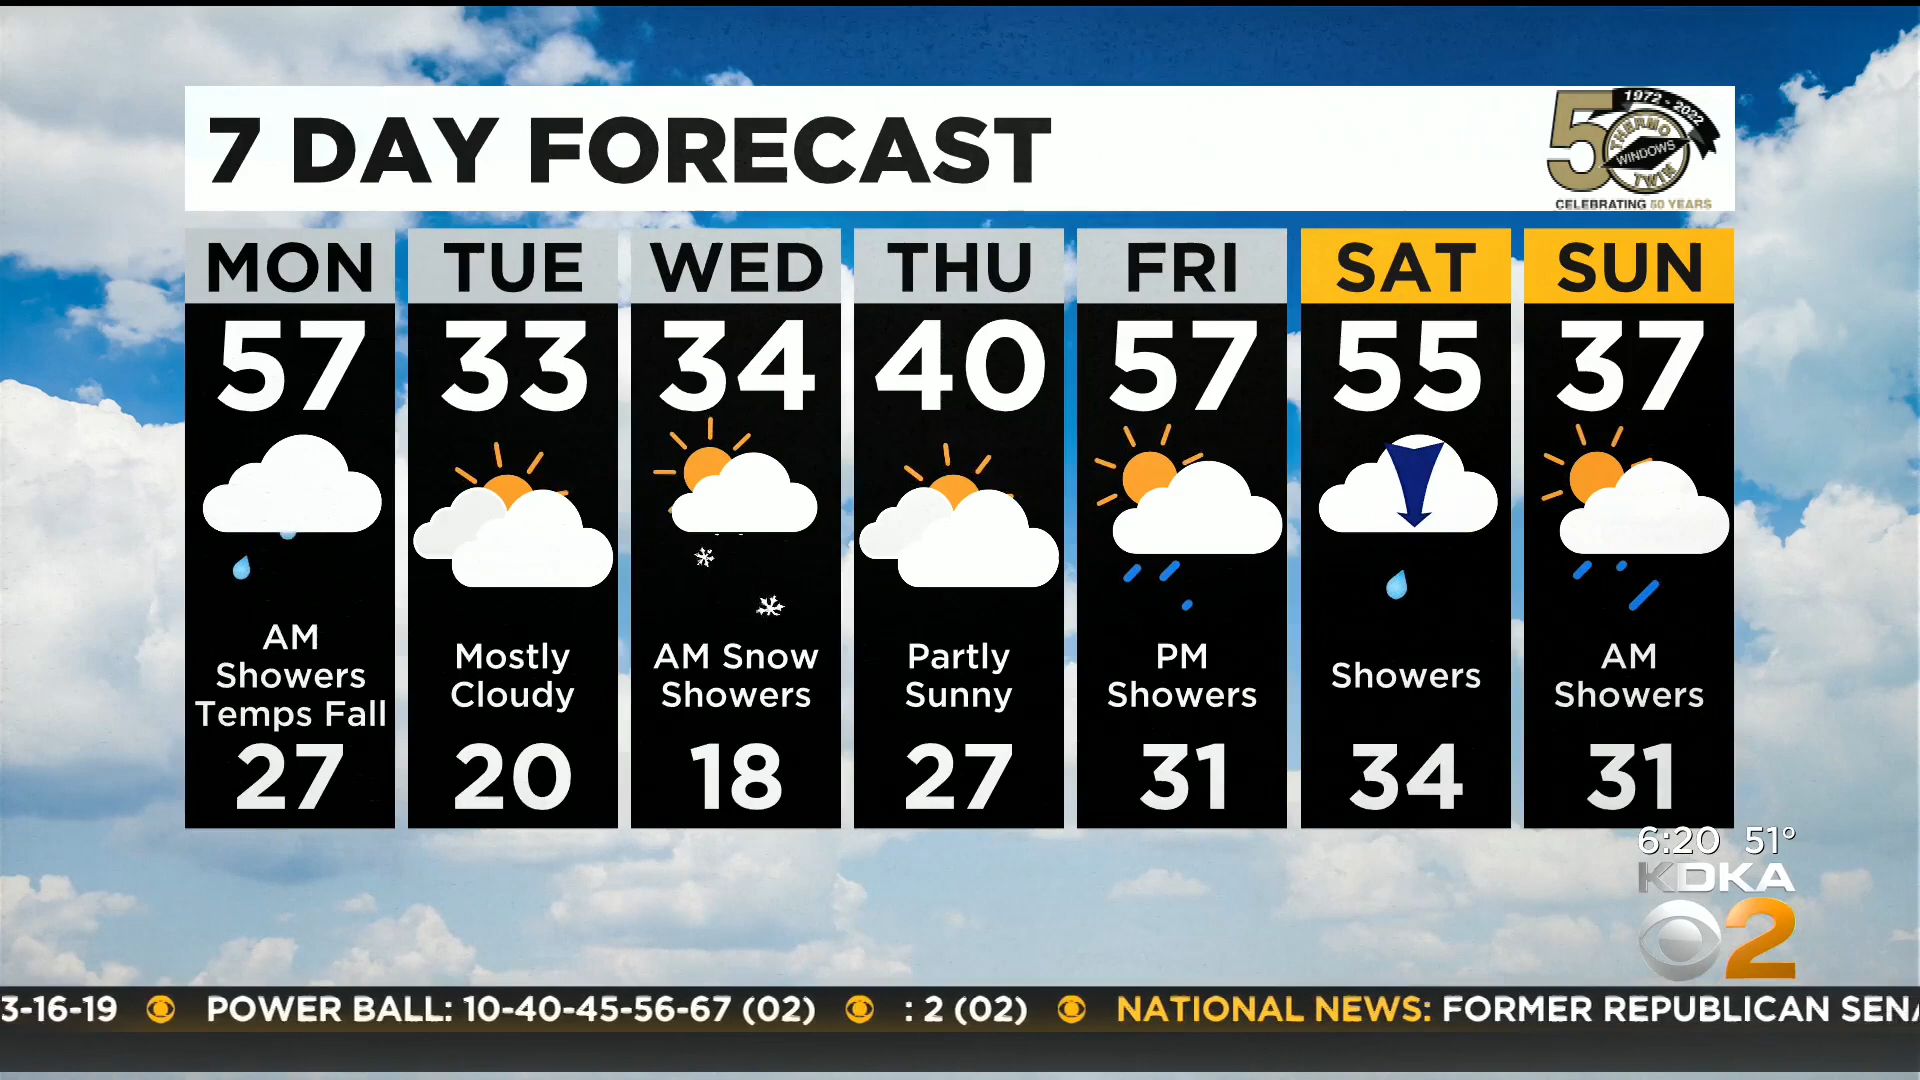 7 DAY FORECAST
1972 - 2022
50
THERMO
WINDOWS
TWIN
CELEBRATING 50 YEARS
MON
57
AM
Showers
Temps Fall
27
TUE
33
Mostly
Cloudy
20
WED
34
AM Snow
Showers
18
THU
40
Partly
Sunny
27
FRI
57
PM
Showers
31
SAT
55
Showers
34
SUN
37
AM
Showers
31
6:20 51°
KDKA
2
3-16-19 POWER BALL: 10-40-45-56-67 (02) : 2 (02) NATIONAL NEWS: FORMER REPUBLICAN SENA